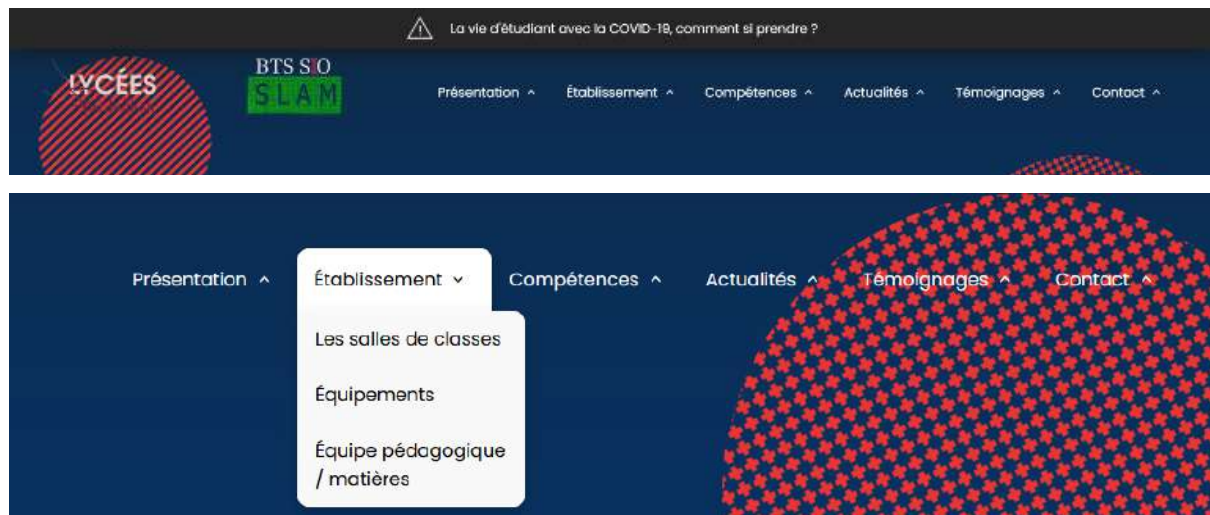 La vie d'étudiant avec la COVID-19, comment si prendre ?
LYCÉES
BTS SIO
SLAM
Présentation Établissement Compétences Actualités Témoignages Contact
Présentation Établissement Compétences Actualités Témoignages Contact
Les salles de classes
Équipements
Équipe pédagogique
/ matières